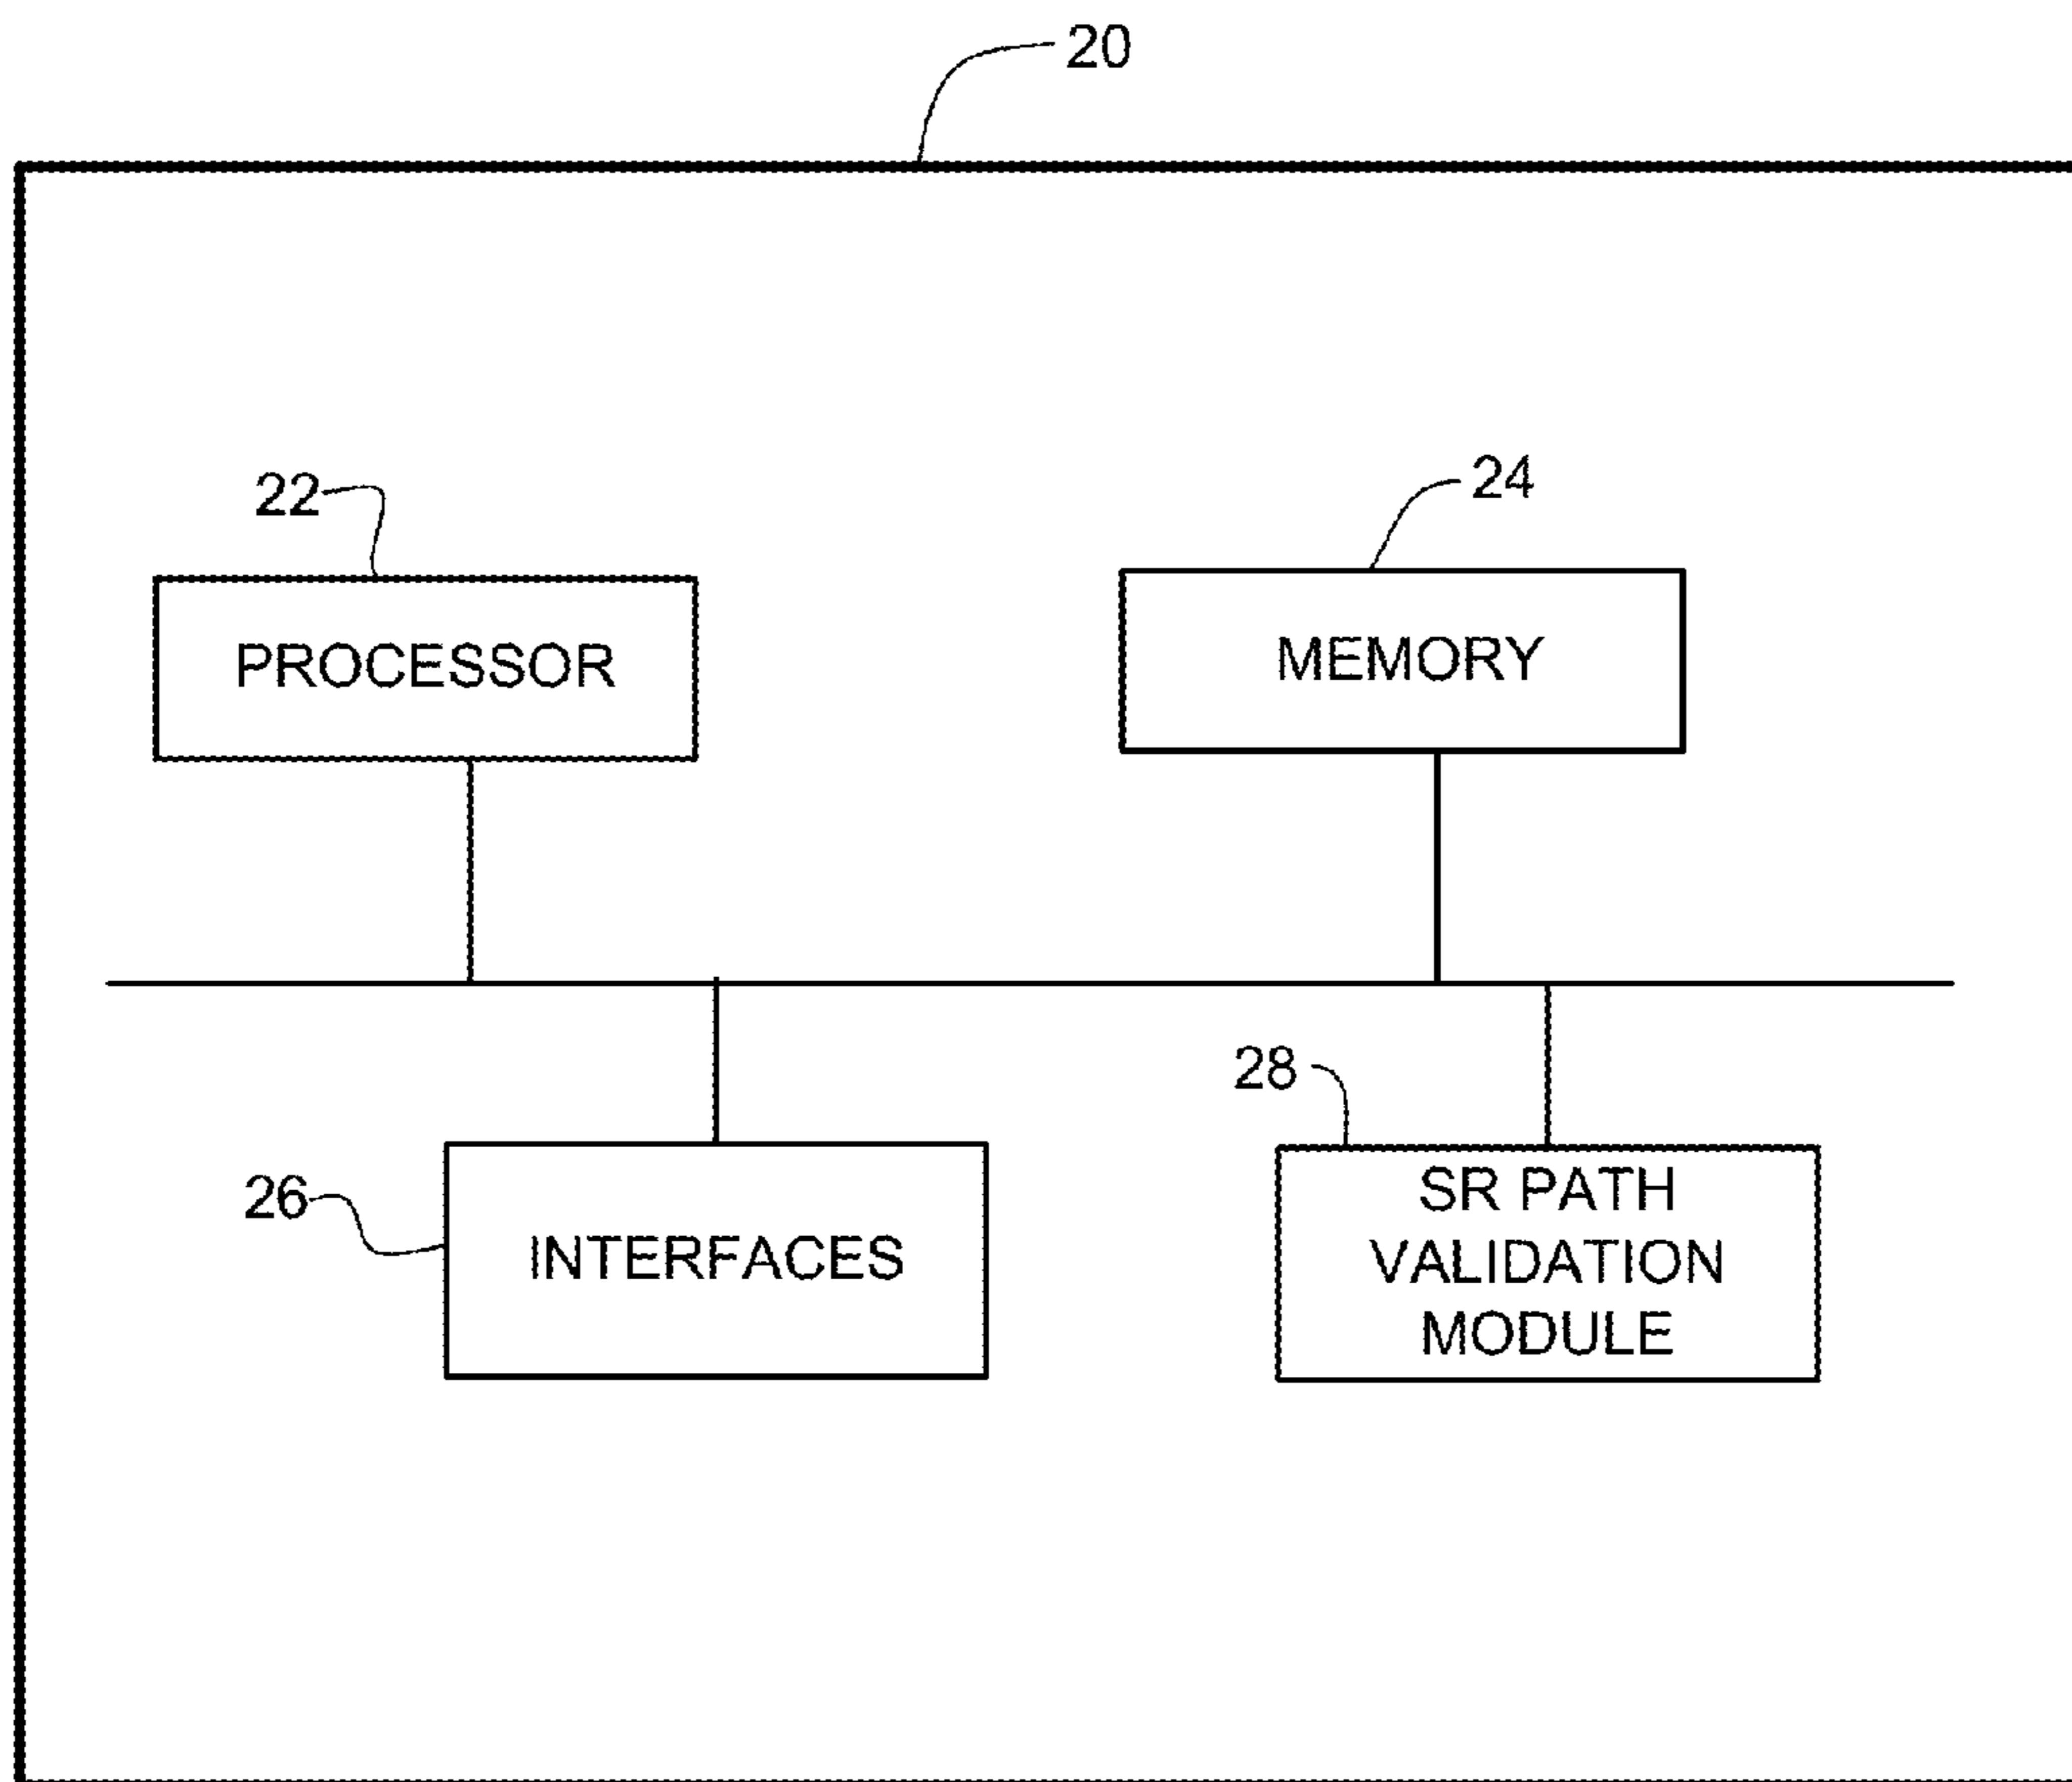 20
22
24
PROCESSOR
MEMORY
28
26
INTERFACES
SR PATH
VALIDATION
MODULE